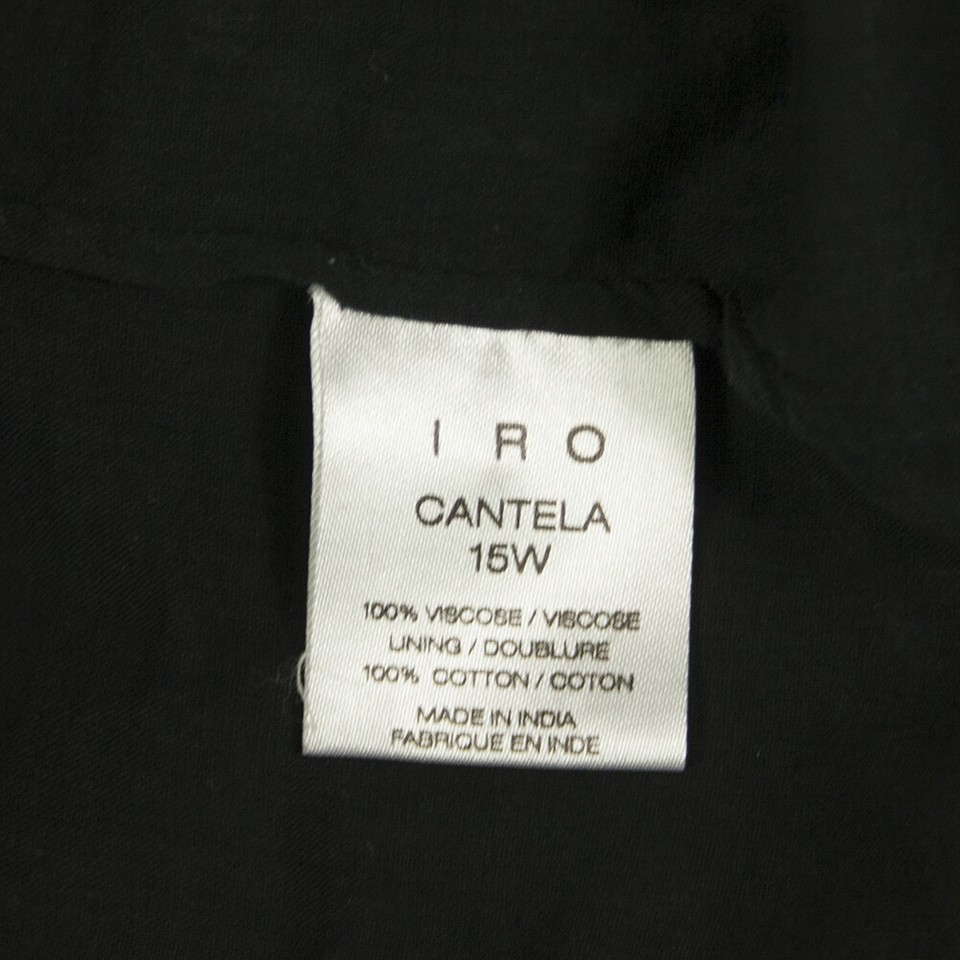 I R O
CANTELA
15W
100% VISCOSE / VISCOSE
LINING / DOUBLURE
100% COTTON / COTON
MADE IN INDIA
FABRIQUE EN INDE